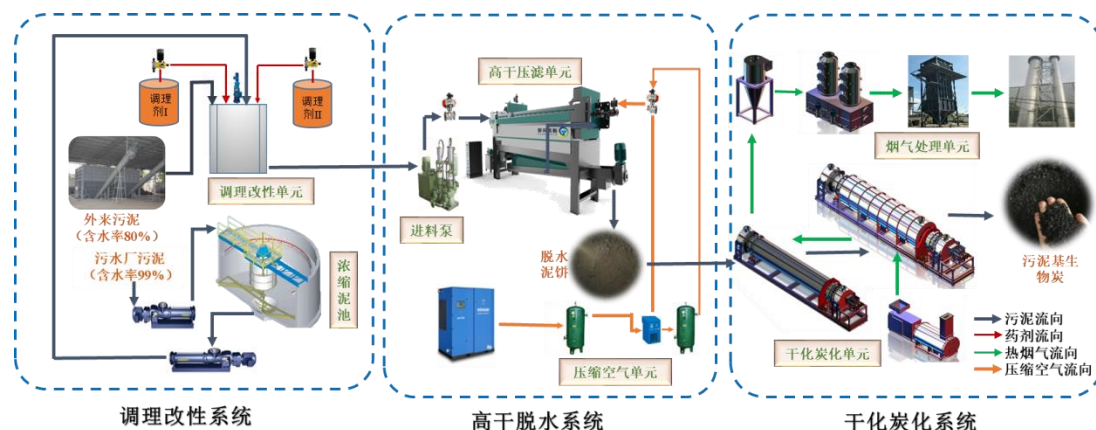 调理
剂I
调理
剂II
调理改性单元
外来污泥
（含水率80%）
污水厂污泥
（含水率99%）
浓缩泥池
调理改性系统
高干压滤单元
进料泵
脱水
泥饼
压缩空气单元
高干脱水系统
烟气处理单元
污泥基生
物炭
干化炭化单元
污泥流向
药剂流向
热烟气流向
压缩空气流向
干化炭化系统